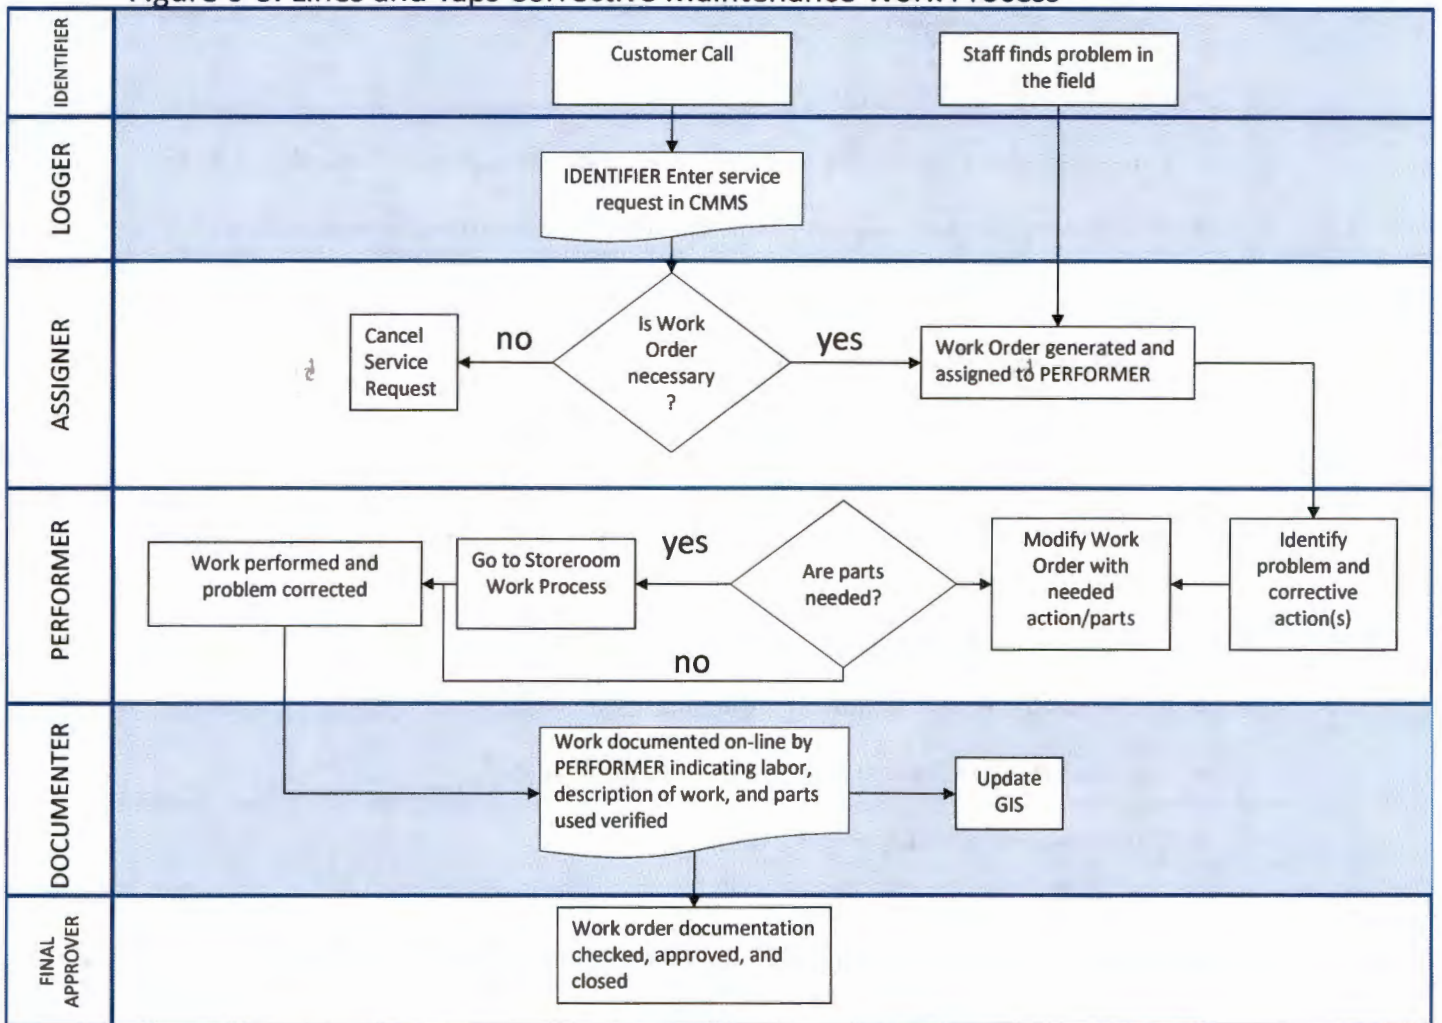 IDENTIFIER
Customer Call
Staff finds problem in
the field
LOGGER
IDENTIFIER Enter service
request in CMMS
ASSIGNER
Cancel
Service
Request
no
Is Work
Order
necessary
?
yes
Work Order generated and
assigned to PERFORMER
PERFORMER
Work performed and
problem corrected
Go to Storeroom
Work Process
yes
Are parts
needed?
no
Modify Work
Order with
needed
action/parts
Identify
problem and
corrective
action(s)
DOCUMENTER
Work documented on-line by
PERFORMER indicating labor,
description of work, and parts
used verified
Update
GIS
FINAL
APPROVER
Work order documentation
checked, approved, and
closed